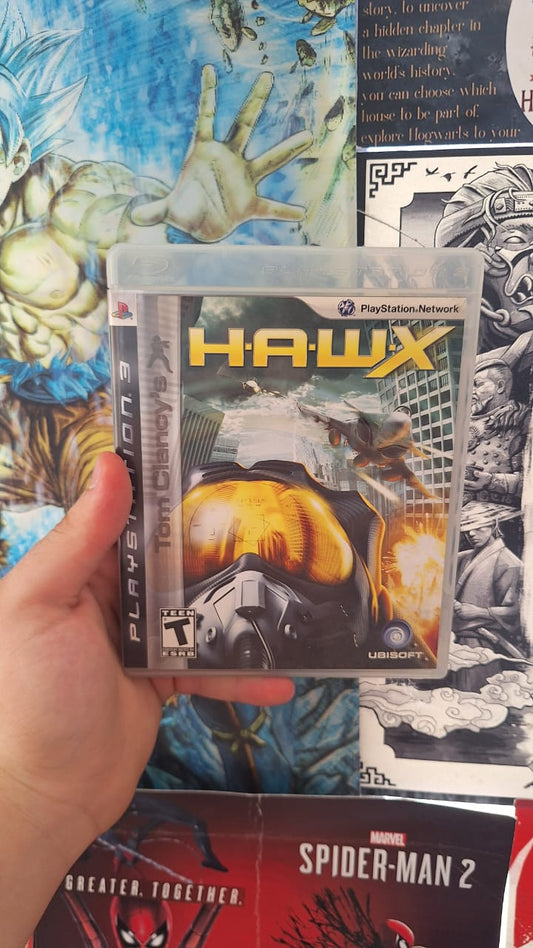 story, to uncover
a hidden chapter in
the wizarding
world's history.
you can choose which
house to be part of.
explore Hogwarts to your
H
PlayStation Network
H·A·W·X
Tom Clancy's
PLAYSTATION 3
TEEN
T
ESRB
UBISOFT
MARVEL
SPIDER-MAN 2
GREATER. TOGETHER.